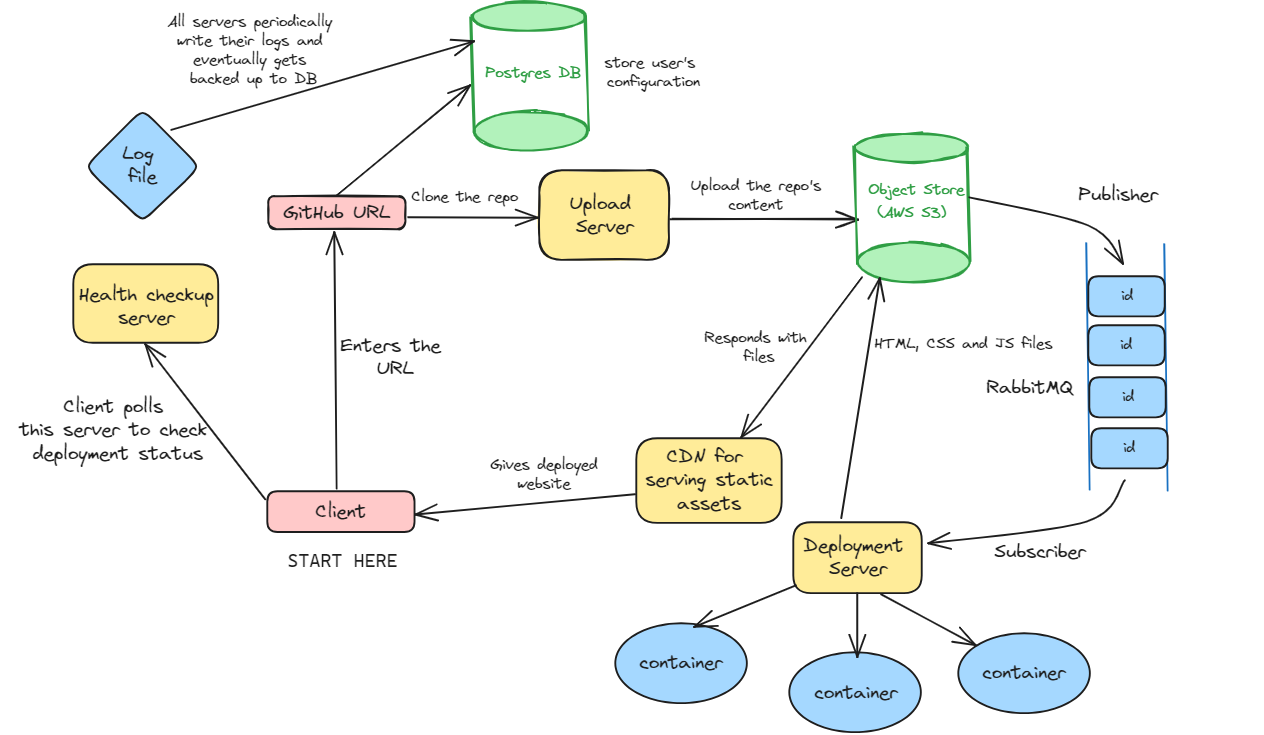 All servers periodically
write their logs and
eventually gets
backed up to DB
Postgres DB
store user's
configuration
Log
file
GitHub URL
Clone the repo
Upload
Server
Upload the repo's
content
Object Store
(AWS S3)
Publisher
Health checkup
server
Enters the
URL
Responds with
files
HTML, CSS and JS files
id
id
RabbitMQ
id
id
Client polls
this server to check
deployment status
Gives deployed
website
CDN for
serving static
assets
Client
START HERE
Deployment
Server
Subscriber
container
container
container